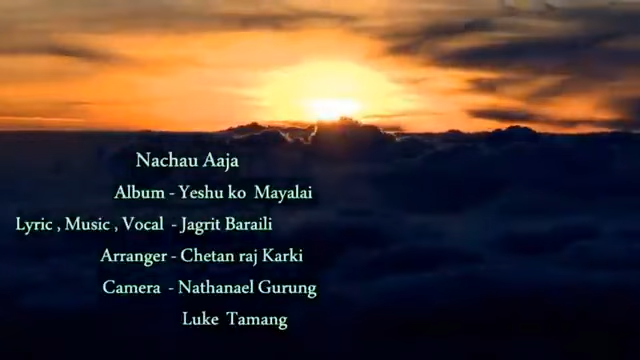 Nachau Aaja
Album - Yeshu ko Mayalai
Lyric , Music , Vocal - Jagrit Baraili
Arranger - Chetan raj Karki
Camera - Nathanael Gurung
Luke Tamang